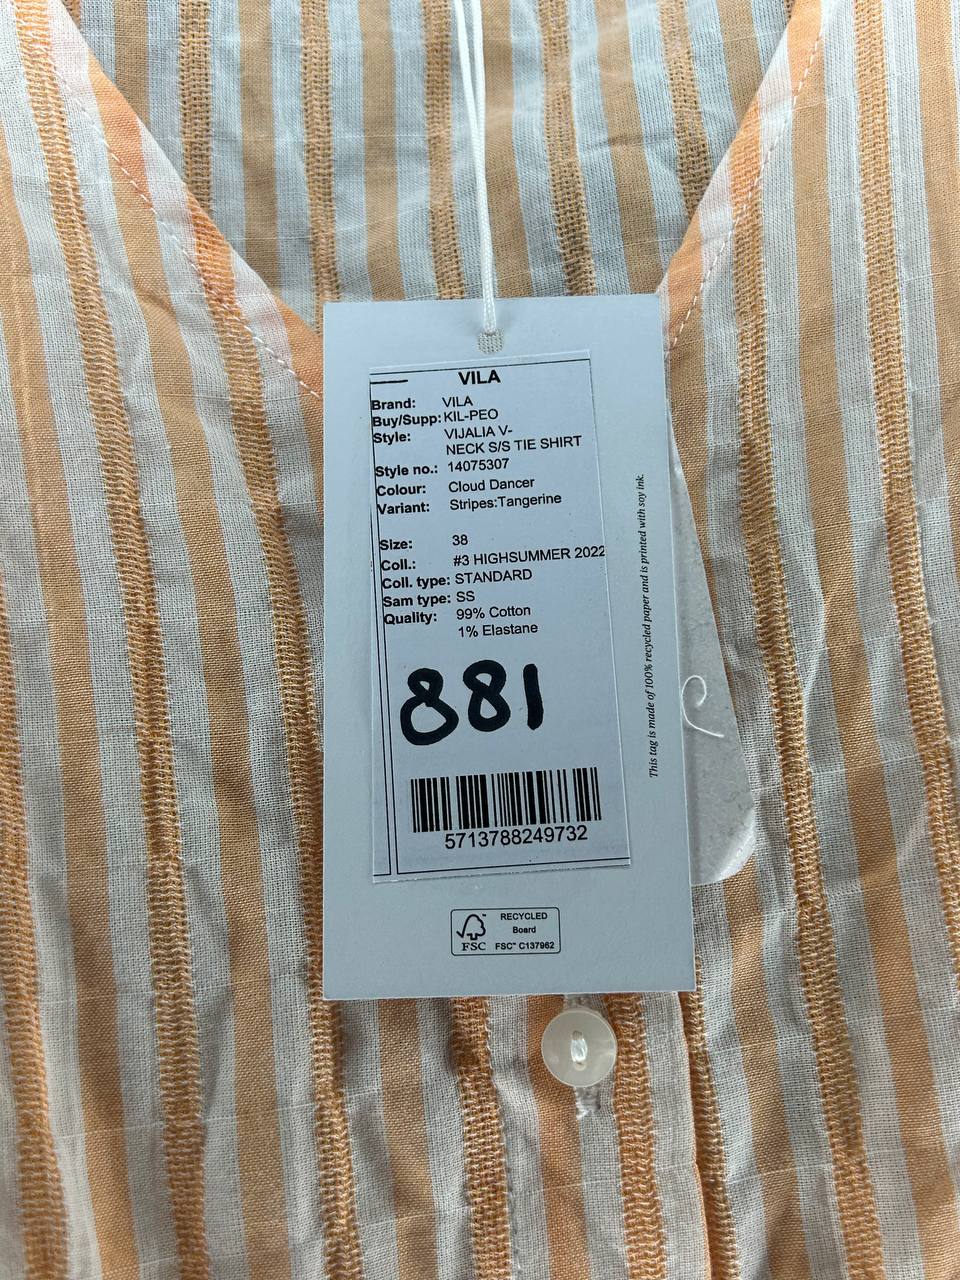 VILA
Brand: VILA
Buy/Supp: KIL-PEO
Style: VIJALIA V-
NECK S/S TIE SHIRT
Style no.: 14075307
Colour: Cloud Dancer
Variant: Stripes:Tangerine
Size: 38
Coll.: #3 HIGHSUMMER 2022
Coll. type: STANDARD
Sam type: SS
Quality: 99% Cotton
1% Elastane
881
5713788249732
This tag is made of 100% recycled paper and is printed with soy ink.
FSC™
RECYCLED
Board
FSC™ C137962